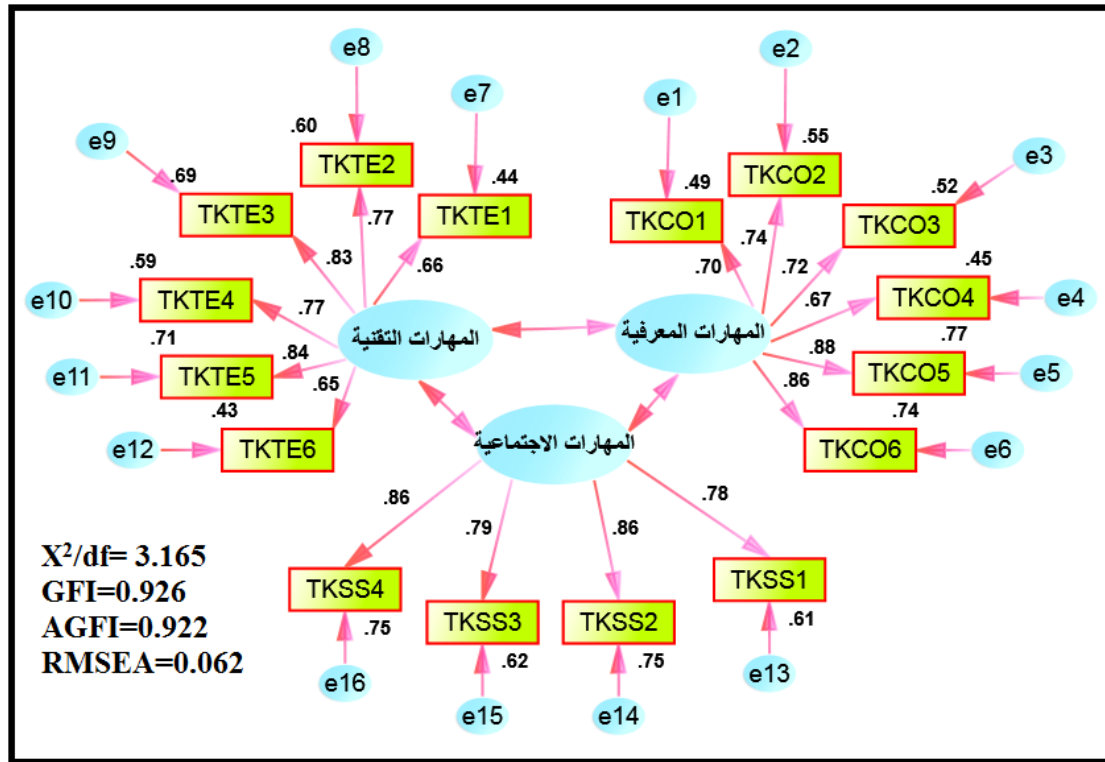 e8
e2
e7
e1
e9
.60
TKTE2
.55
TKCO2
e3
.69
TKTE3
.44
TKTE1
.49
TKCO1
.52
TKCO3
.77
.74
.83
.66
.70
.72
.59
TKTE4
.45
TKCO4
e10
.77
.67
e4
المهارات التقنية
المهارات المعرفية
.71
TKTE5
.84
.88
.77
TKCO5
e11
e5
.65
.86
.43
TKTE6
.74
TKCO6
e12
e6
المهارات الاجتماعية
.86
.79
.86
.78
X²/df= 3.165
GFI=0.926
AGFI=0.922
RMSEA=0.062
TKSS4
TKSS3
TKSS2
TKSS1
.75
.62
.75
.61
e16
e15
e14
e13